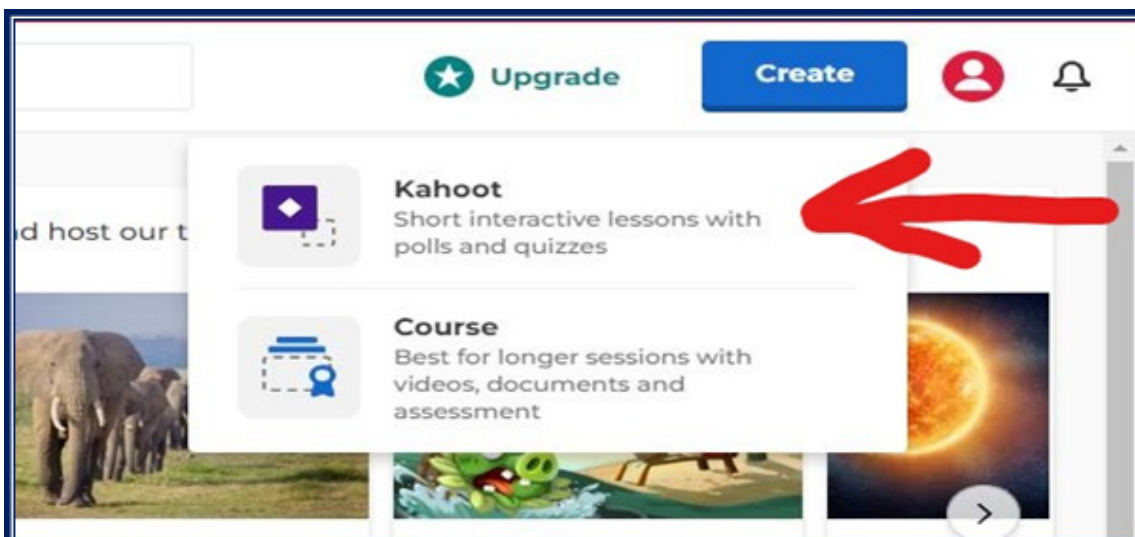 Upgrade
Create
Kahoot
Short interactive lessons with
polls and quizzes
d host our t
Course
Best for longer sessions with
videos, documents and
assessment